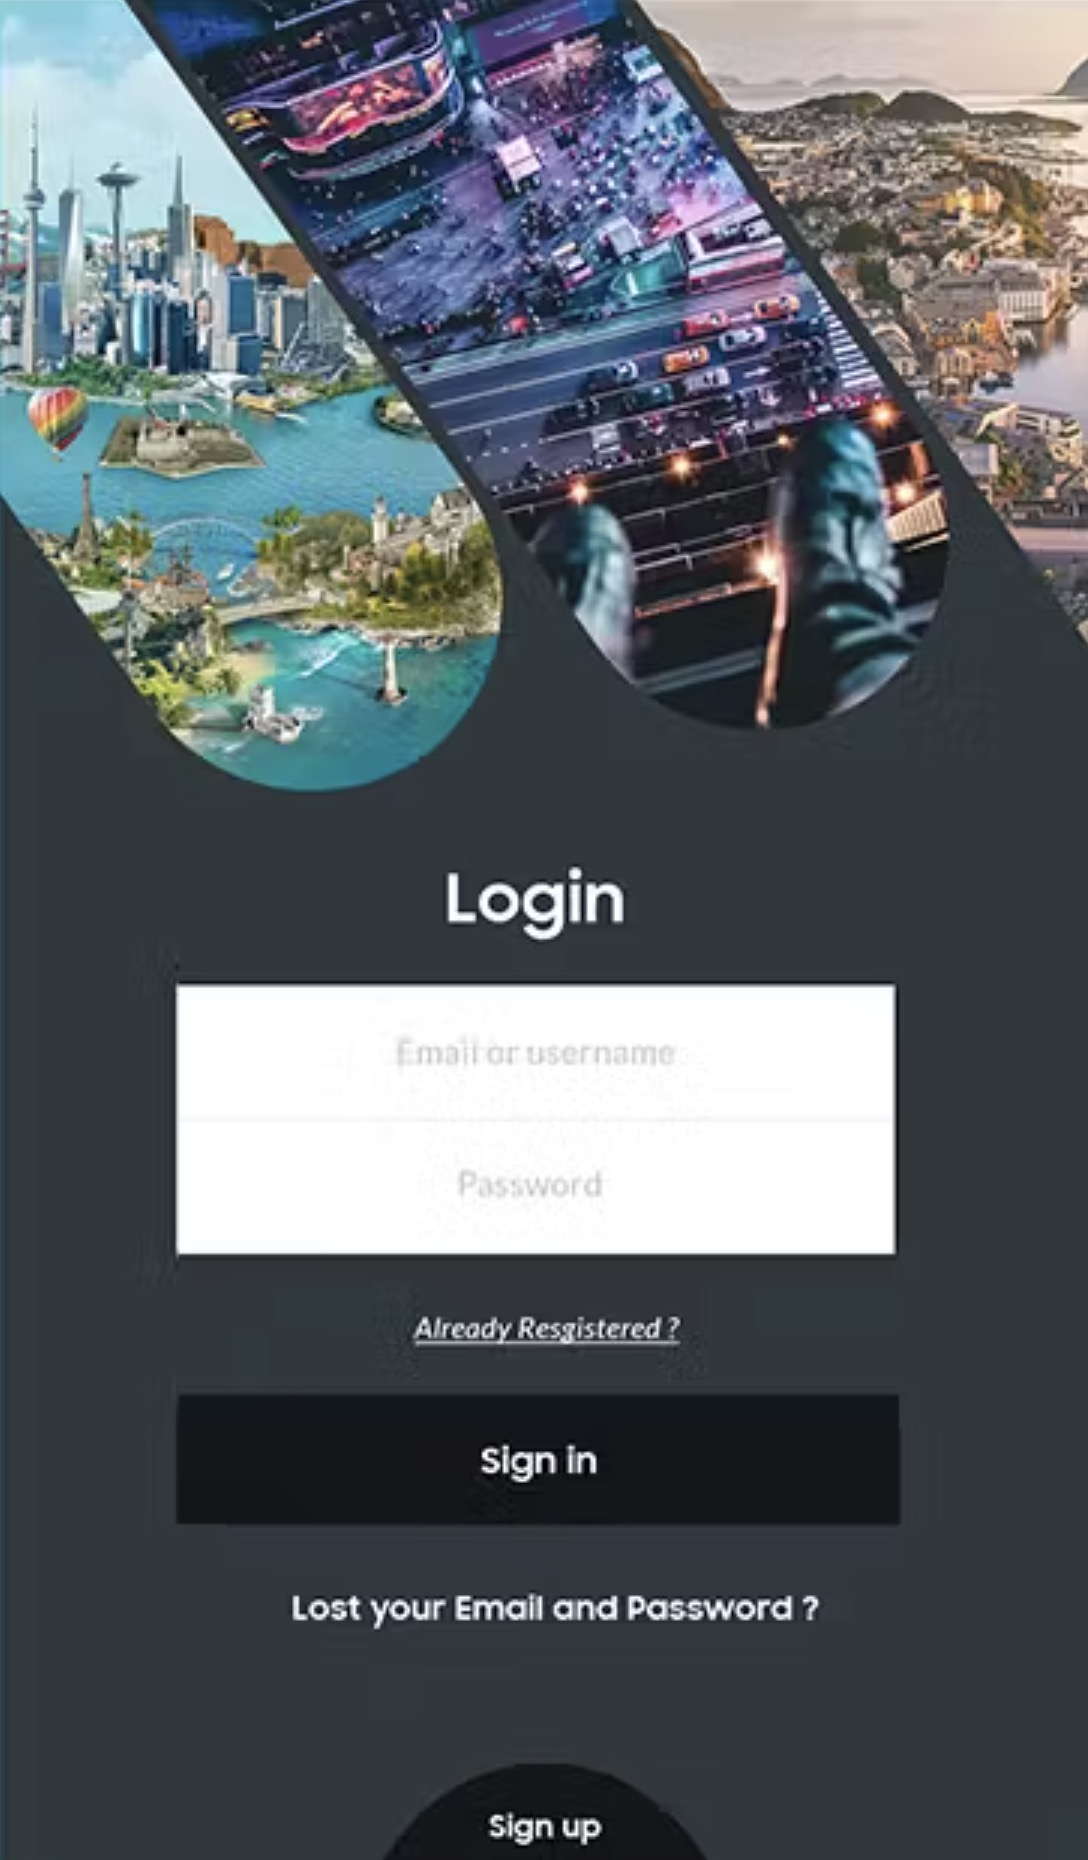 Login
Email or username
Password
Already Resgistered ?
Sign in
Lost your Email and Password ?
Sign up